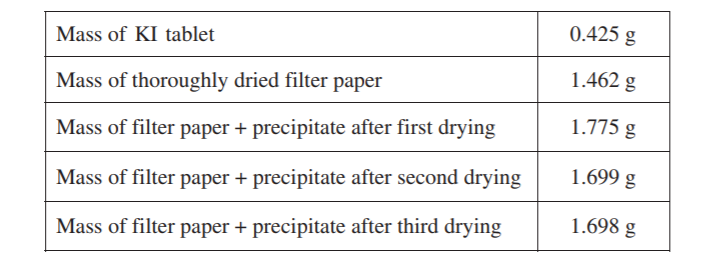 Mass of KI tablet 0.425 g
Mass of thoroughly dried filter paper 1.462 g
Mass of filter paper + precipitate after first drying 1.775 g
Mass of filter paper + precipitate after second drying 1.699 g
Mass of filter paper + precipitate after third drying 1.698 g